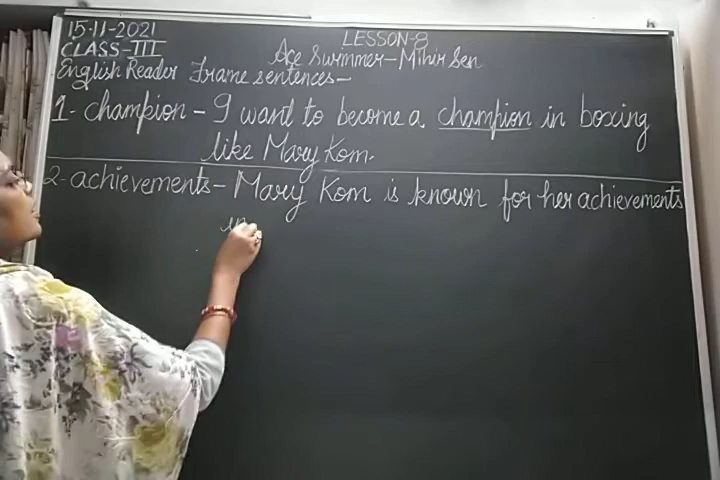 15-11-2021
CLASS-III
LESSON-8
Ace Swimmer-Mihir Sen
English Reader Frame sentences-
1- champion - I want to become a champion in boxing
like Mary Kom.
2- achievements- Mary Kom is known for her achievements
in